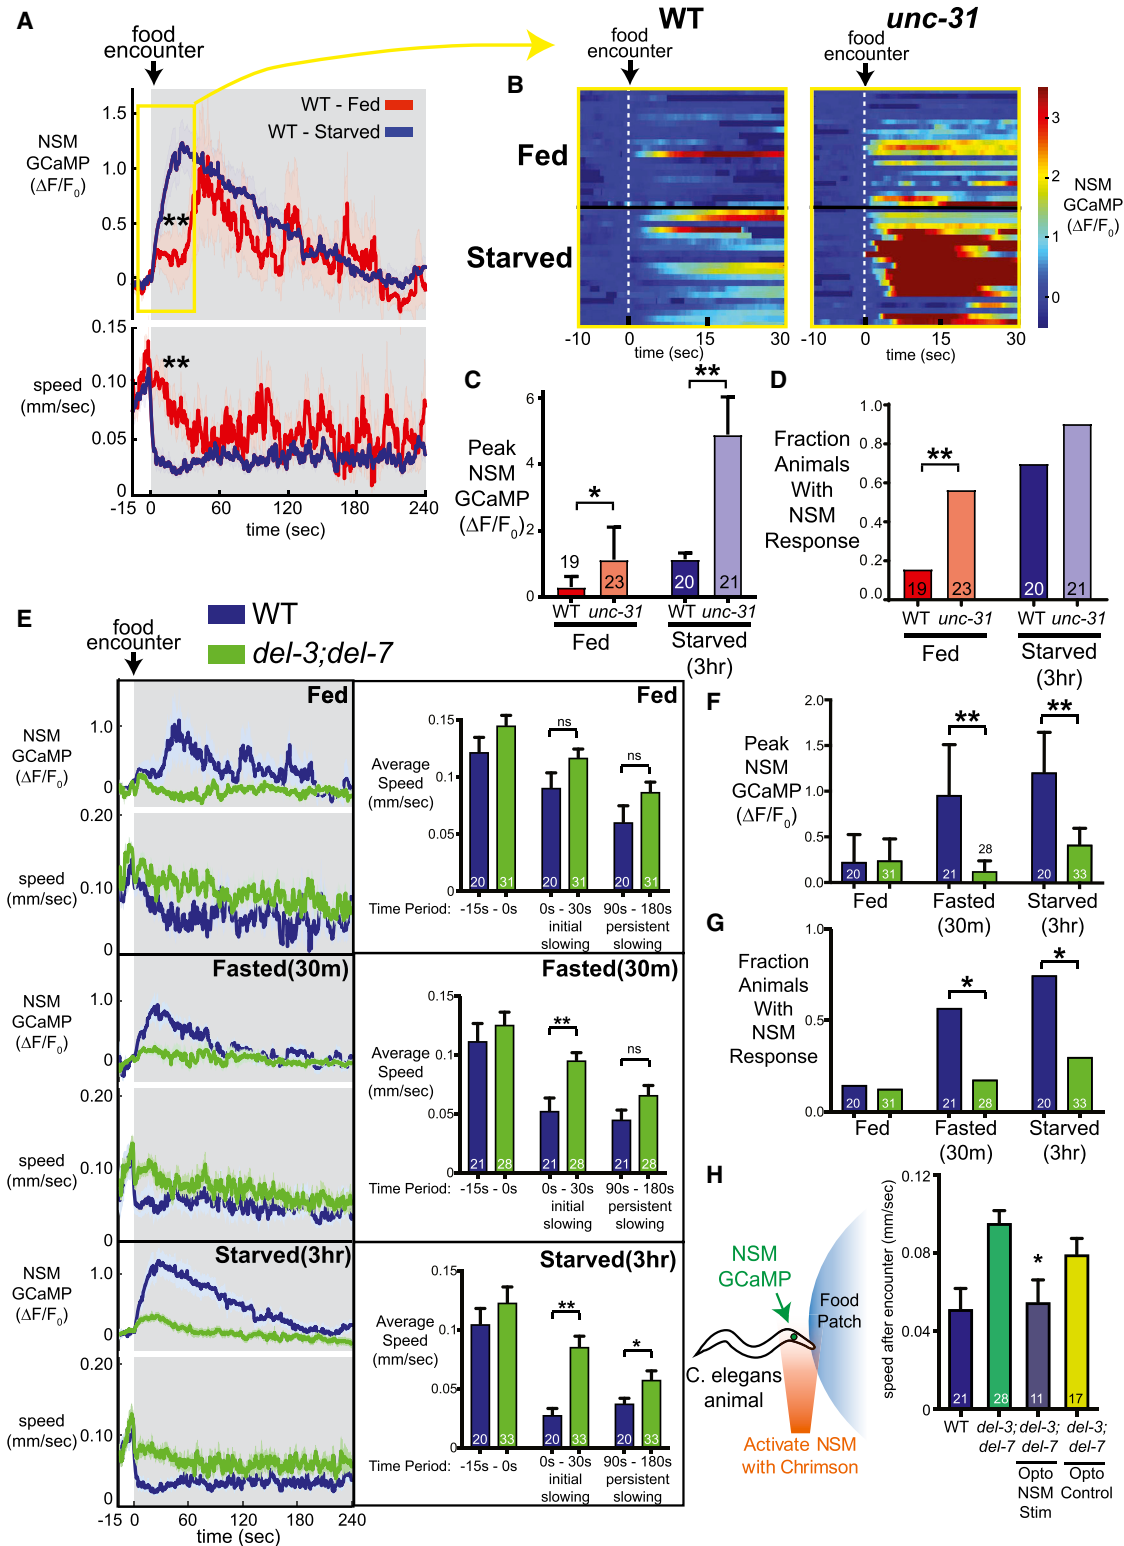 A
food
encounter
NSM
GCaMP
(ΔF/F0)
1.5
1.0
0.5
0
WT - Fed
WT - Starved
**
speed
(mm/sec)
0.15
0.10
0.05
0
**
-15 0 60 120 180 240
time (sec)
WT
unc-31
B
food
encounter
food
encounter
Fed
Starved
-10 0 15 30
time (sec)
-10 0 15 30
time (sec)
3
2
1
0
NSM
GCaMP
(ΔF/F0)
C
Peak
NSM
GCaMP
(ΔF/F0)
6
4
2
0
*
**
19 23 20 21
WT unc-31 WT unc-31
Fed
Starved
(3hr)
D
Fraction
Animals
With
NSM
Response
1.0
0.8
0.6
0.4
0.2
0.0
**
19 23 20 21
WT unc-31 WT unc-31
Fed
Starved
(3hr)
E
WT
del-3;del-7
food
encounter
Fed
NSM
GCaMP
(ΔF/F0)
1.0
0
0.20
speed
(mm/sec)
0.10
0
Fed
Average
Speed
(mm/sec)
0.15
0.1
0.05
0
ns
ns
20 31 20 31 20 31
Time Period: -15s - 0s 0s - 30s 90s - 180s
initial
slowing
persistent
slowing
Fasted(30m)
NSM
GCaMP
(ΔF/F0)
1.0
0
0.20
speed
(mm/sec)
0.10
0
Fasted(30m)
Average
Speed
(mm/sec)
0.15
0.1
0.05
0
**
ns
21 28 21 28 21 28
Time Period: -15s - 0s 0s - 30s 90s - 180s
initial
slowing
persistent
slowing
Starved(3hr)
NSM
GCaMP
(ΔF/F0)
1.0
0
0.20
speed
(mm/sec)
0.10
0
-15 0 60 120 180 240
time (sec)
Starved(3hr)
Average
Speed
(mm/sec)
0.15
0.1
0.05
0
**
*
20 33 20 33 20 33
Time Period: -15s - 0s 0s - 30s 90s - 180s
initial
slowing
persistent
slowing
F
Peak
NSM
GCaMP
(ΔF/F0)
2.0
1.5
1.0
0.5
0.0
**
**
20 31 21 28 20 33
Fed
Fasted
(30m)
Starved
(3hr)
G
Fraction
Animals
With
NSM
Response
1.0
0.5
0.0
*
*
20 31 21 28 20 33
Fed
Fasted
(30m)
Starved
(3hr)
H
NSM
GCaMP
Food
Patch
C. elegans
animal
Activate NSM
with Chrimson
speed after encounter (mm/sec)
0.12
0.08
0.04
0
*
21 28 11 17
WT
del-3;
del-7
del-3;
del-7
del-3;
del-7
Opto
NSM
Stim
Opto
Control